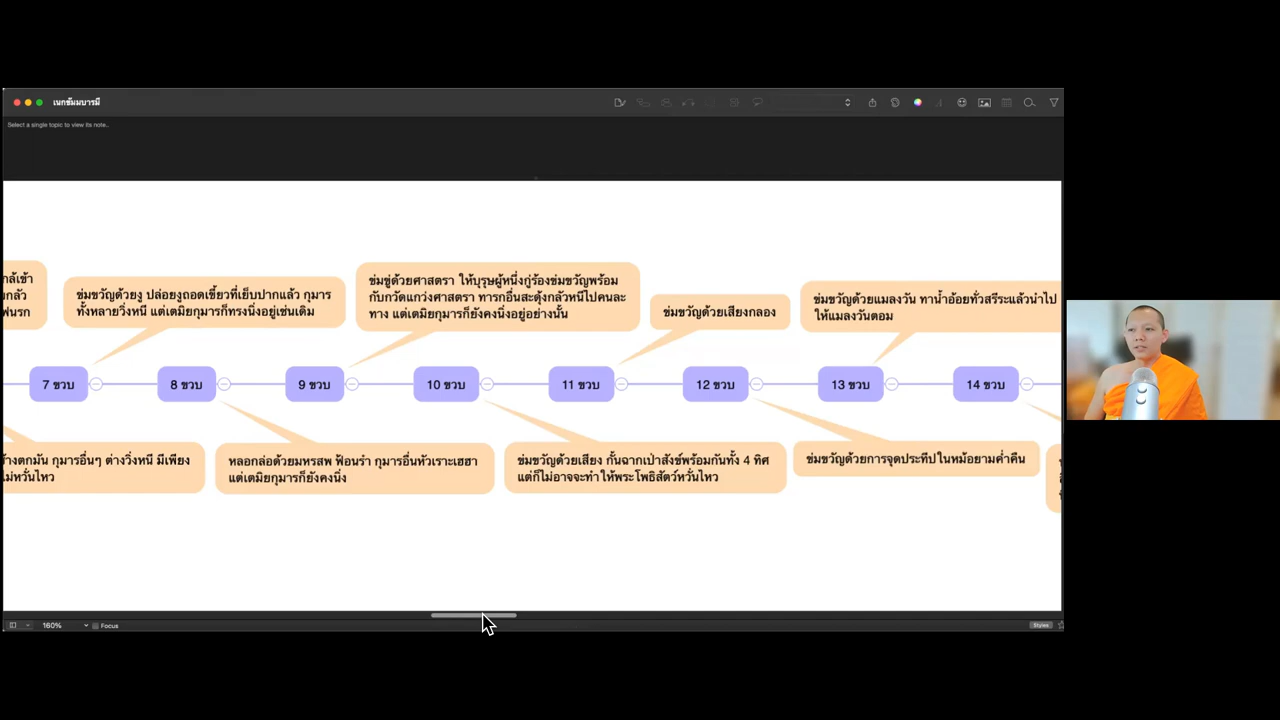 เนกขัมมบารมี
Select a single topic to view its note..
กล้เข้า
กลัว
ฟนรก
ข่มขวัญด้วยงู ปล่อยงูถอดเขี้ยวที่เย็บปากแล้ว กุมาร
ทั้งหลายวิ่งหนี แต่เตมิยกุมารก็ทรงนิ่งอยู่เช่นเดิม
ข่มขู่ด้วยศาสตรา ให้บุรุษผู้หนึ่งกู่ร้องข่มขวัญพร้อม
กับกวัดแกว่งศาสตรา ทารกอื่นสะดุ้งกลัวหนีไปคนละ
ทาง แต่เตมิยกุมารก็ยังคงนิ่งอยู่อย่างนั้น
ข่มขวัญด้วยเสียงกลอง
ข่มขวัญด้วยแมลงวัน ทาน้ำอ้อยทั่วสรีระแล้วนำไป
ให้แมลงวันตอม
7 ขวบ
8 ขวบ
9 ขวบ
10 ขวบ
11 ขวบ
12 ขวบ
13 ขวบ
14 ขวบ
ช้างตกมัน กุมารอื่นๆ ต่างวิ่งหนี มีเพียง
ไม่หวั่นไหว
หลอกล่อด้วยมหรสพ ฟ้อนรำ กุมารอื่นหัวเราะเฮฮา
แต่เตมิยกุมารก็ยังคงนิ่ง
ข่มขวัญด้วยเสียง กั้นฉากเป่าสังข์พร้อมกันทั้ง 4 ทิศ
แต่ก็ไม่อาจจะทำให้พระโพธิสัตว์หวั่นไหว
ข่มขวัญด้วยการจุดประทีปในหม้อยามค่ำคืน
160%
Focus
Styles